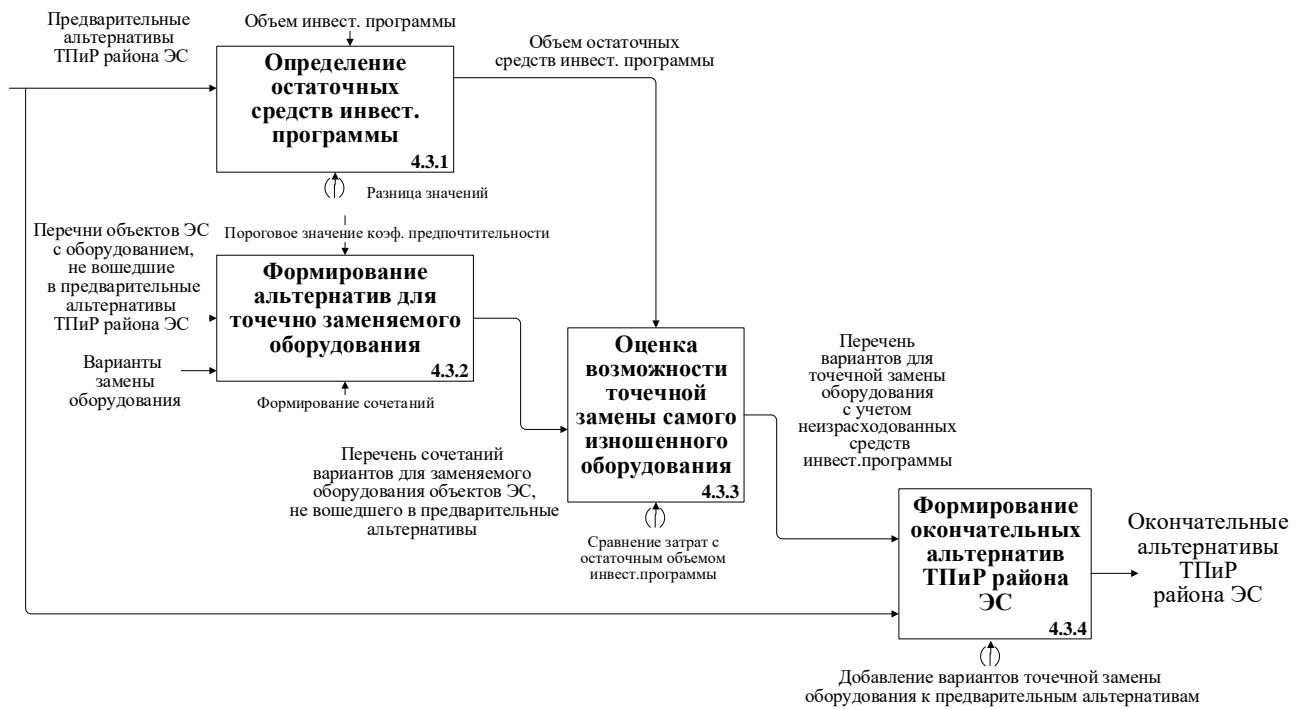 Предварительные
альтернативы
ТПиР района ЭС
Объем инвест. программы
Определение
остаточных
средств инвест.
программы
4.3.1
Объем остаточных
средств инвест. программы
Разница значений
Перечни объектов ЭС
с оборудованием,
не вошедшие
в предварительные
альтернативы
ТПиР района ЭС
Варианты
замены
оборудования
Пороговое значение коэф. предпочтительности
Формирование
альтернатив для
точечно заменяемого
оборудования
4.3.2
Формирование сочетаний
Перечень сочетаний
вариантов для заменяемого
оборудования объектов ЭС,
не вошедшего в предварительные
альтернативы
Оценка
возможности
точечной
замены самого
изношенного
оборудования
4.3.3
Сравнение затрат с
остаточным объемом
инвест.программы
Перечень
вариантов для
точечной замены
оборудования
с учетом
неизрасходованных
средств
инвест.программы
Формирование
окончательных
альтернатив
ТПиР района
ЭС
4.3.4
Добавление вариантов точечной замены
оборудования к предварительным альтернативам
Окончательные
альтернативы
ТПиР
района ЭС